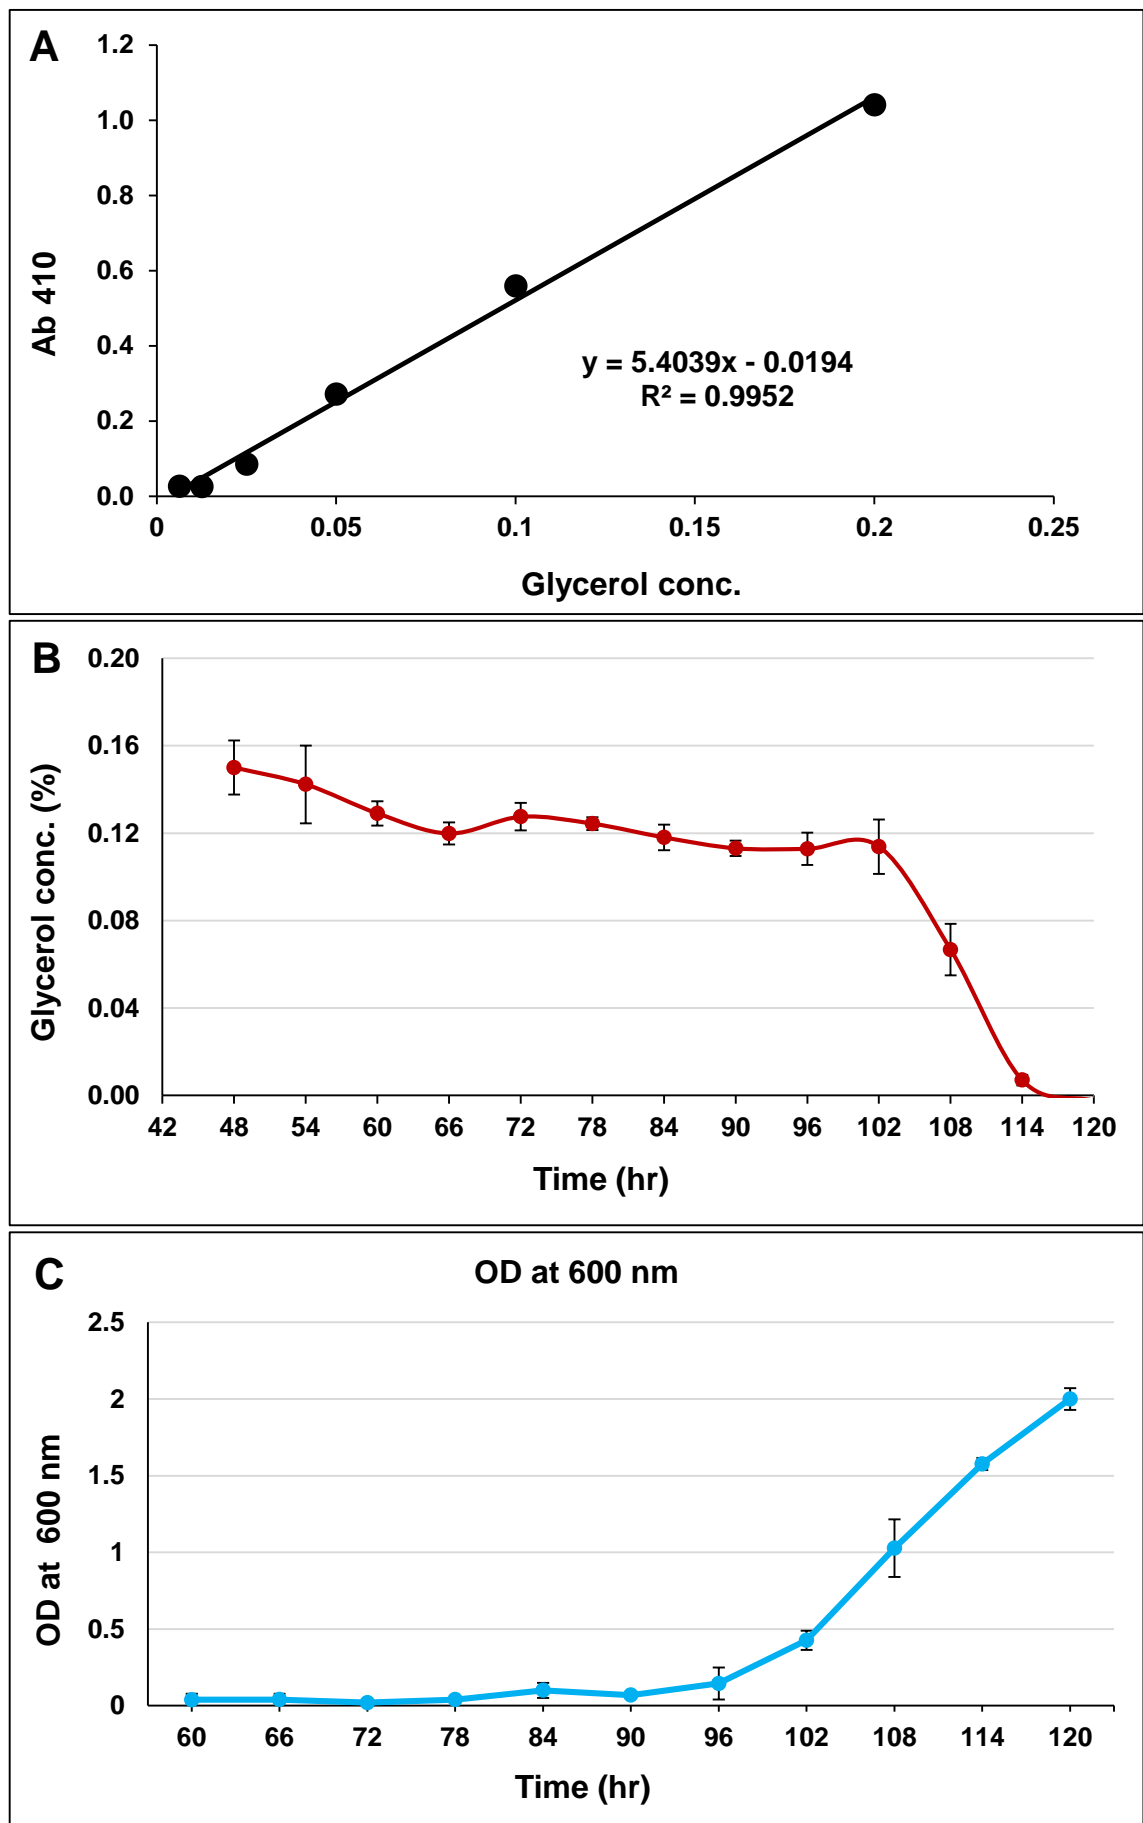 A
1.2
1.0
0.8
0.6
0.4
0.2
0.0
Ab 410
y = 5.4039x - 0.0194
R² = 0.9952
0 0.05 0.1 0.15 0.2 0.25
Glycerol conc.
B
0.20
0.16
0.12
0.08
0.04
0.00
Glycerol conc. (%)
42 48 54 60 66 72 78 84 90 96 102 108 114 120
Time (hr)
C
OD at 600 nm
2.5
2
1.5
1
0.5
0
OD at 600 nm
60 66 72 78 84 90 96 102 108 114 120
Time (hr)